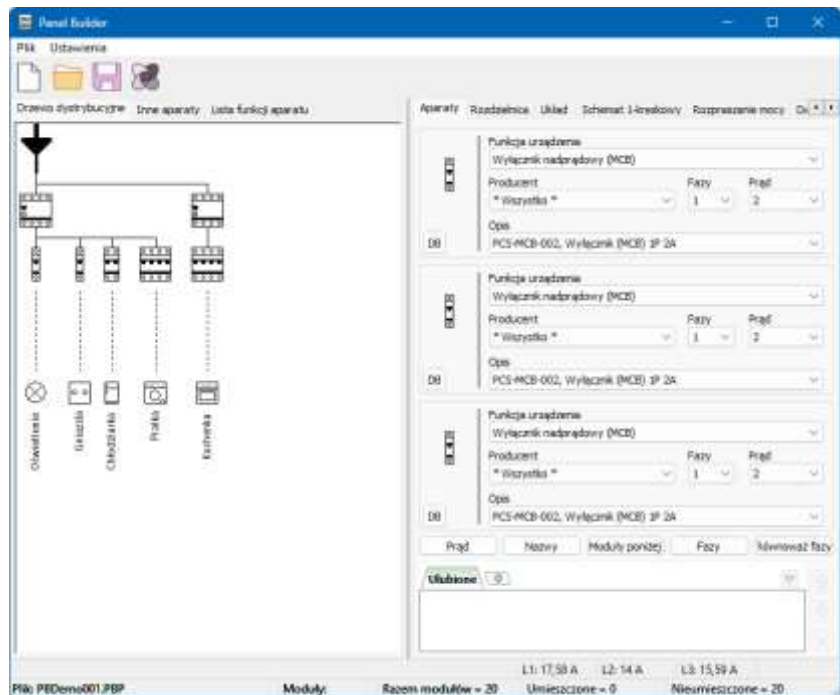 Panel Builder
Plik Ustawienia
Drzewo dystrybucyjne Inne aparaty Lista funkcji aparatu
Aparaty Rozdzielnica Układ Schemat 1-kreskowy Rozpraszanie mocy
Funkcja urządzenia
Wyłącznik nadprądowy (MCB)
Producent Fazy Prąd
* Wszystko * 1 2
Opis
DB PCS-MCB-002, Wyłącznik (MCB) 1P 2A
Funkcja urządzenia
Wyłącznik nadprądowy (MCB)
Producent Fazy Prąd
* Wszystko * 1 2
Opis
DB PCS-MCB-002, Wyłącznik (MCB) 1P 2A
Funkcja urządzenia
Wyłącznik nadprądowy (MCB)
Producent Fazy Prąd
* Wszystko * 1 2
Opis
DB PCS-MCB-002, Wyłącznik (MCB) 1P 2A
Oświetlenie
Gniazda
Chłodziarka
Pralka
Kuchenka
Prąd Nazwy Moduły poniżej Fazy Równoważ fazy
Ulubione
L1: 17,58 A L2: 14 A L3: 15,59 A
Plik: PBDemo001.PBP Moduły: Razem modułów = 20 Umieszczone = 0 Nieumieszczone = 20